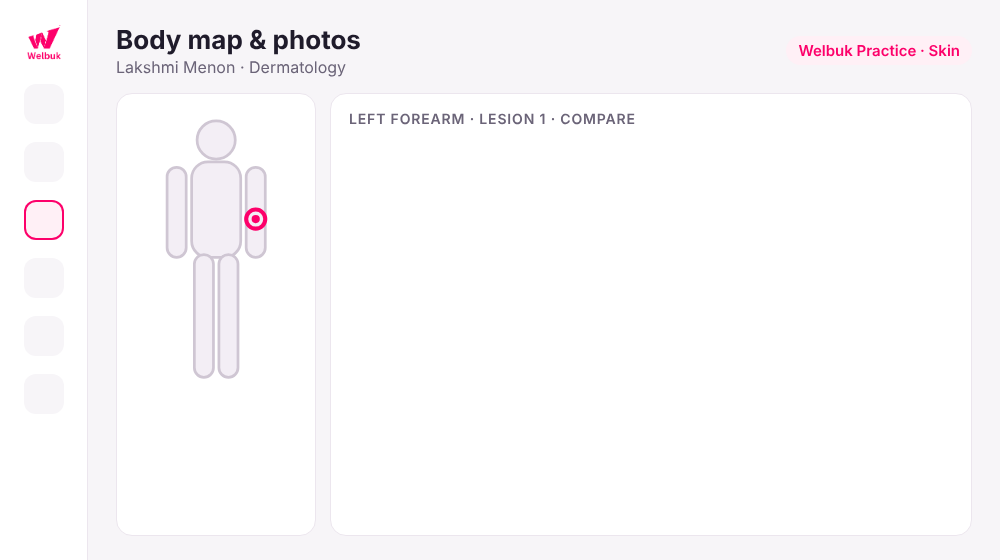 Welbuk
Body map & photos
Lakshmi Menon · Dermatology
Welbuk Practice · Skin
LEFT FOREARM · LESION 1 · COMPARE